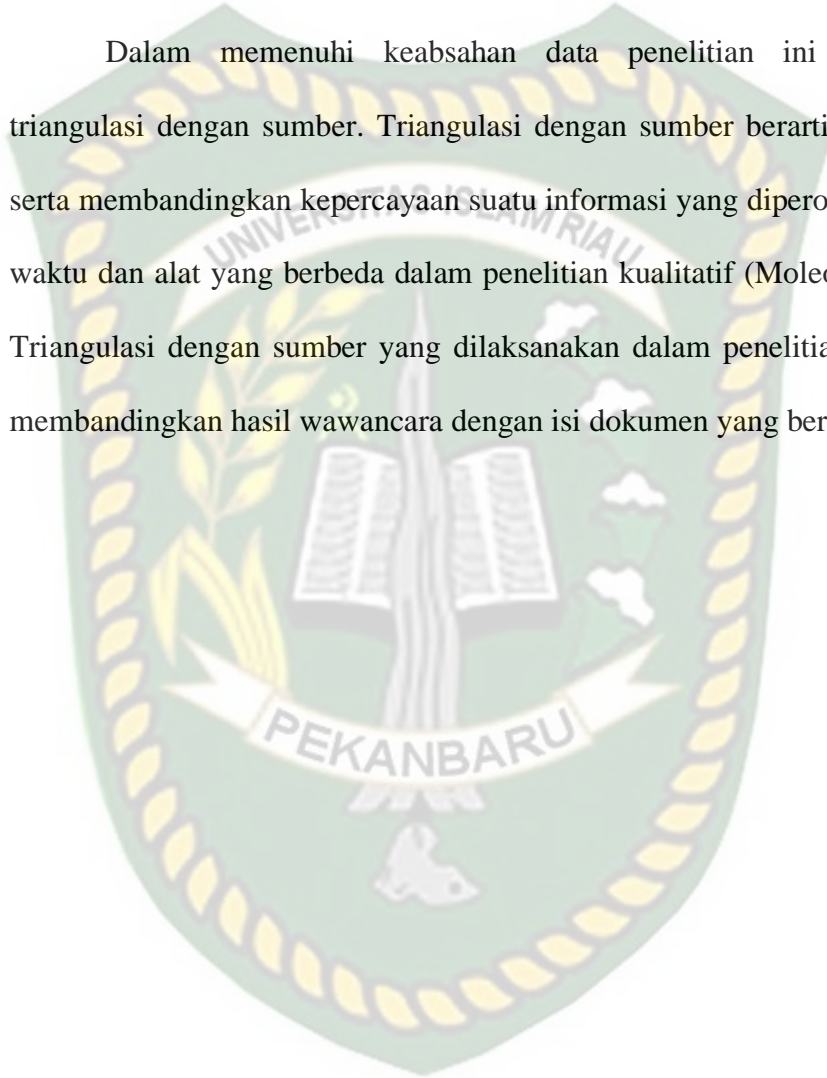 Dalam memenuhi keabsahan data penelitian ini
triangulasi dengan sumber. Triangulasi dengan sumber berarti
serta membandingkan kepercayaan suatu informasi yang dipero
UNIVERSITAS ISLAM RIAU
waktu dan alat yang berbeda dalam penelitian kualitatif (Moleo
Triangulasi dengan sumber yang dilaksanakan dalam penelitia
membandingkan hasil wawancara dengan isi dokumen yang ber
PEKANBARU